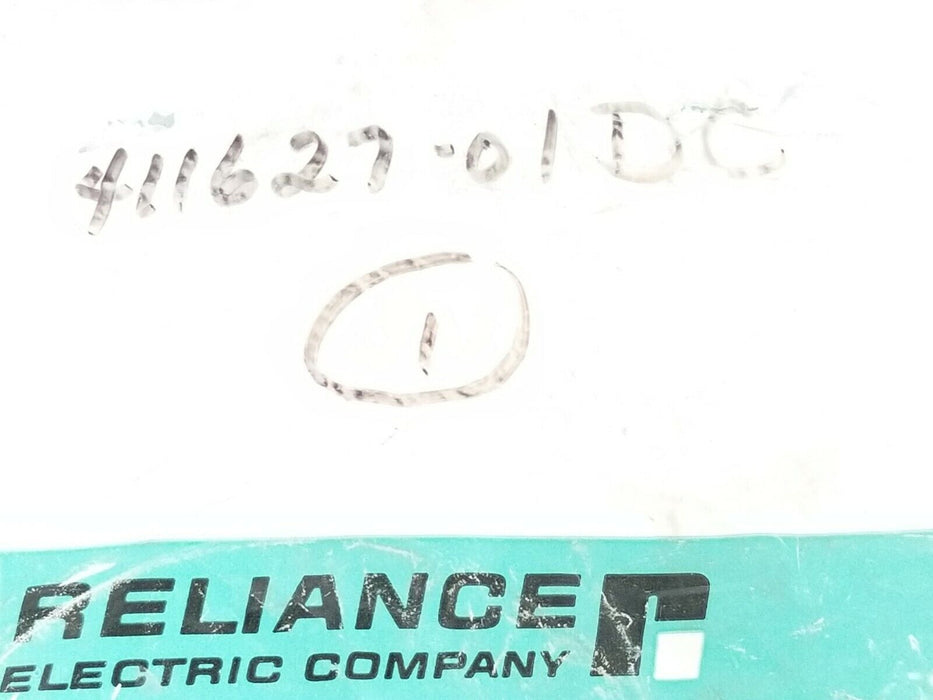 411627-01DC
1
RELIANCE
ELECTRIC COMPANY